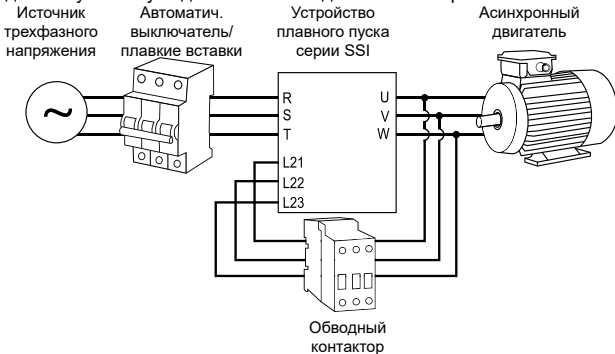 Источник
трехфазного
напряжения
Автоматич.
выключатель/
плавкие вставки
Устройство
плавного пуска
серии SSI
Асинхронный
двигатель
~
R
S
T
L21
L22
L23
U
V
W
Обводный
контактор